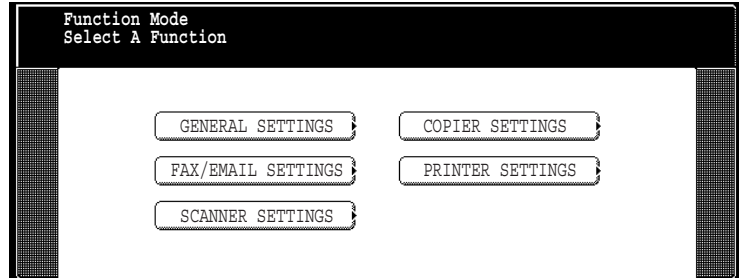 Function Mode
Select A Function
GENERAL SETTINGS
COPIER SETTINGS
FAX/EMAIL SETTINGS
PRINTER SETTINGS
SCANNER SETTINGS